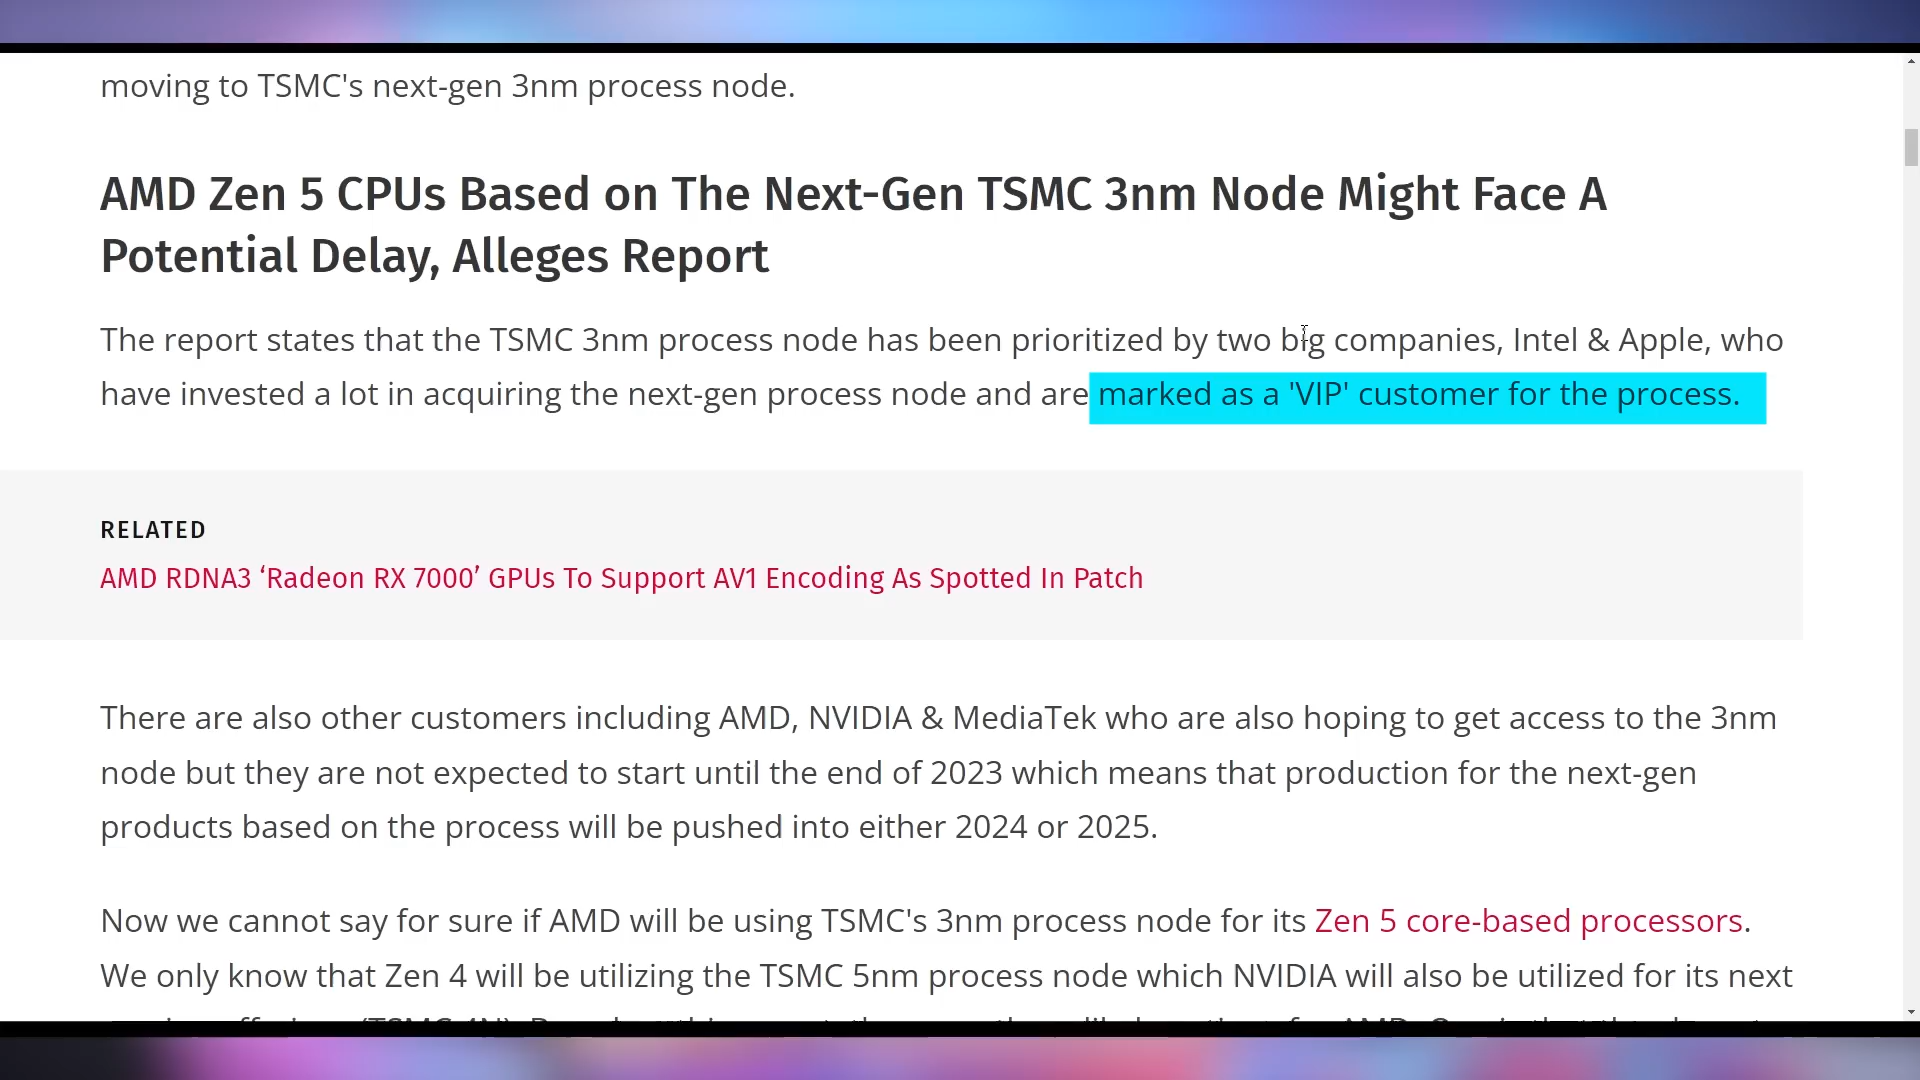 moving to TSMC's next-gen 3nm process node.
AMD Zen 5 CPUs Based on The Next-Gen TSMC 3nm Node Might Face A
Potential Delay, Alleges Report
The report states that the TSMC 3nm process node has been prioritized by two big companies, Intel & Apple, who
have invested a lot in acquiring the next-gen process node and are marked as a 'VIP' customer for the process.
RELATED
AMD RDNA3 ‘Radeon RX 7000’ GPUs To Support AV1 Encoding As Spotted In Patch
There are also other customers including AMD, NVIDIA & MediaTek who are also hoping to get access to the 3nm
node but they are not expected to start until the end of 2023 which means that production for the next-gen
products based on the process will be pushed into either 2024 or 2025.
Now we cannot say for sure if AMD will be using TSMC's 3nm process node for its Zen 5 core-based processors.
We only know that Zen 4 will be utilizing the TSMC 5nm process node which NVIDIA will also be utilized for its next